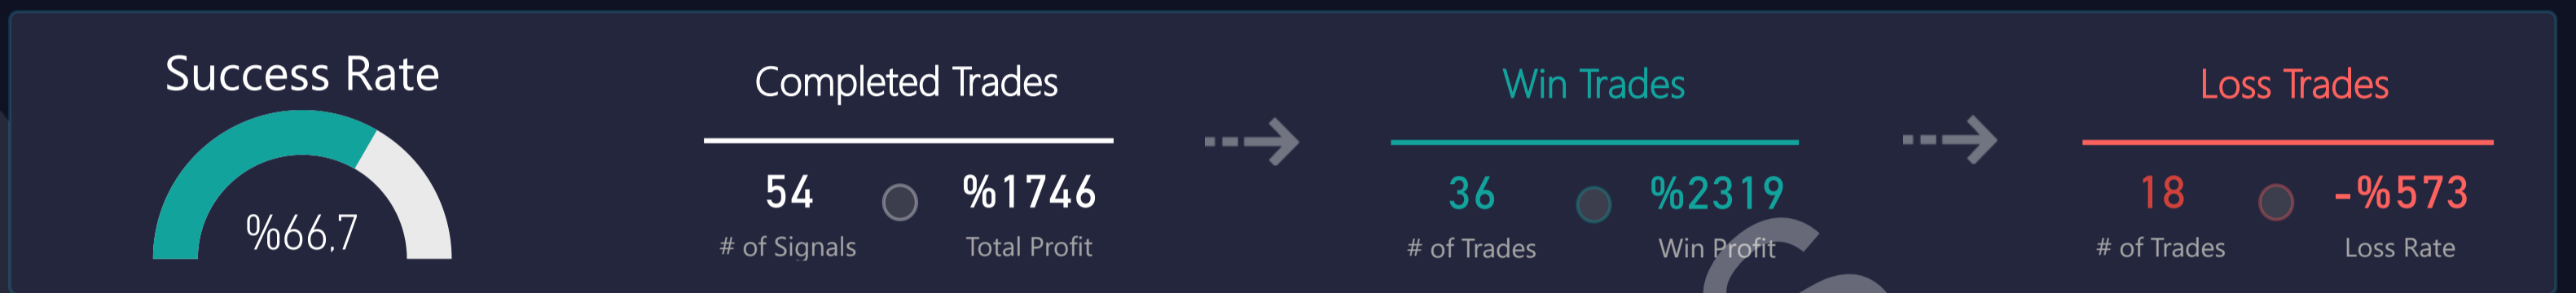 Success Rate
%66,7
Completed Trades
54 %1746
# of Signals Total Profit
Win Trades
36 %2319
# of Trades Win Profit
Loss Trades
18 -%573
# of Trades Loss Rate